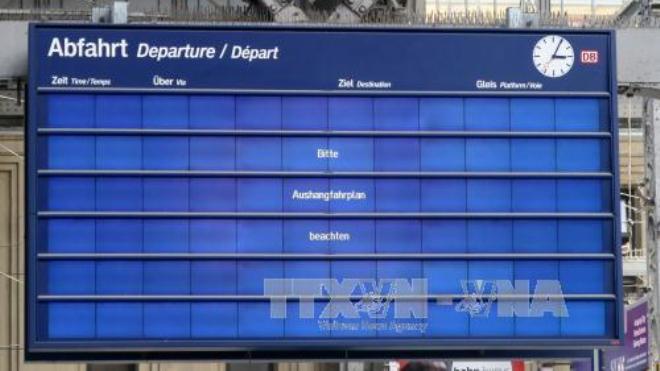 Abfahrt Departure / Départ
DB
Zeit Time/Temps Über Via Ziel Destination Gleis Platform/Voie
Bitte
Aushangfahrplan
beachten
TTXVN VNA
Vietnam News Agency